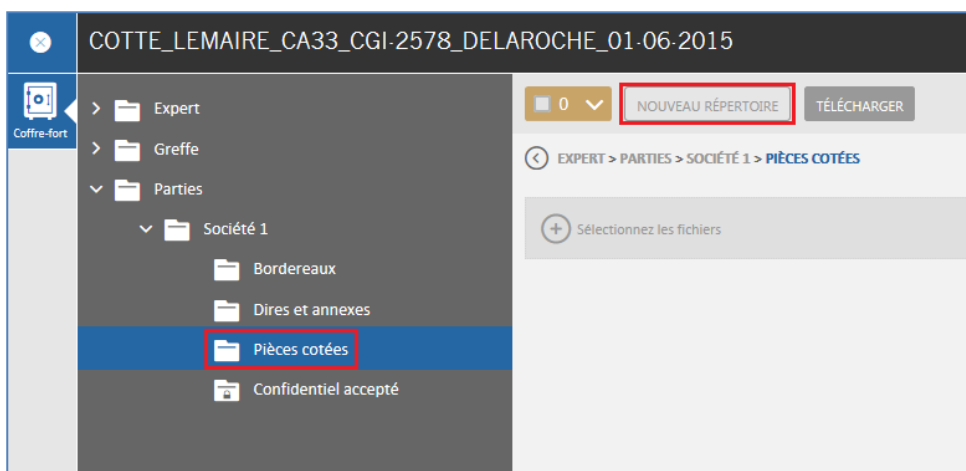 COTTE_LEMAIRE_CA33_CGI-2578_DELAROCHE_01-06-2015
Coffre-fort
Expert
Greffe
Parties
Société 1
Bordereaux
Dires et annexes
Pièces cotées
Confidentiel accepté
0
NOUVEAU RÉPERTOIRE
TÉLÉCHARGER
EXPERT > PARTIES > SOCIÉTÉ 1 > PIÈCES COTÉES
Sélectionnez les fichiers